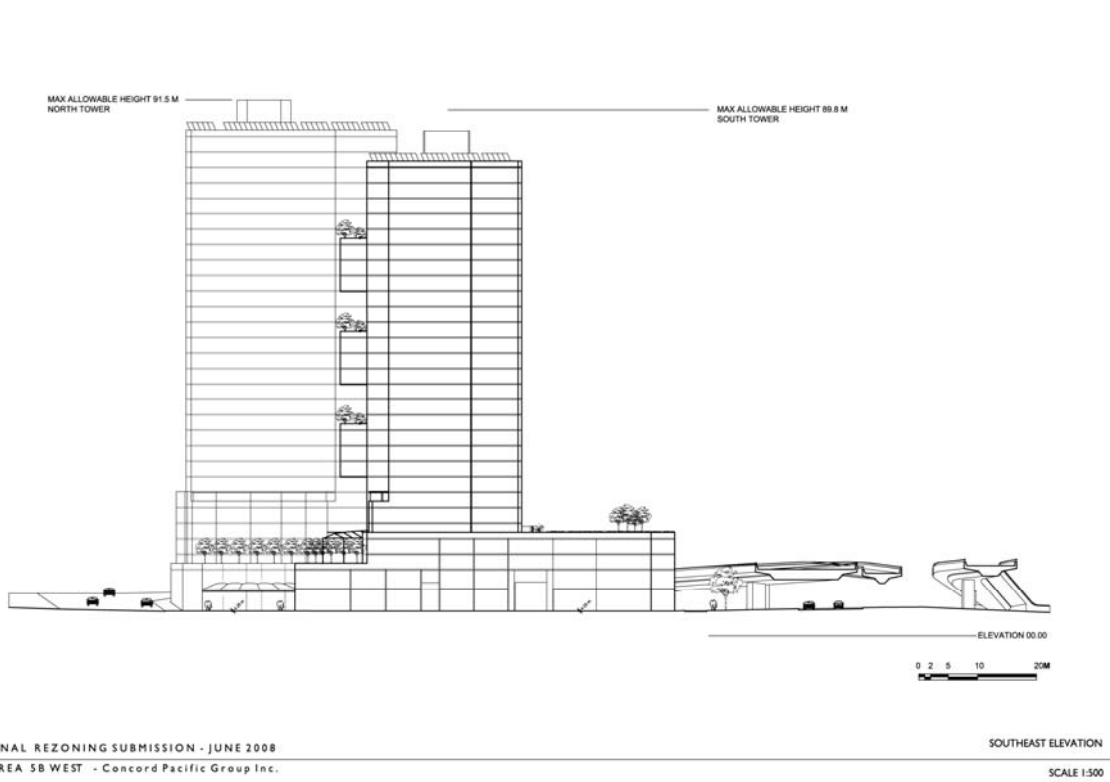 MAX ALLOWABLE HEIGHT 91.5 M
NORTH TOWER
MAX ALLOWABLE HEIGHT 89.8 M
SOUTH TOWER
ELEVATION 00.00
0 2 5 10 20M
NAL REZONING SUBMISSION - JUNE 2008
REA 5B WEST - Concord Pacific Group Inc.
SOUTHEAST ELEVATION
SCALE 1:500